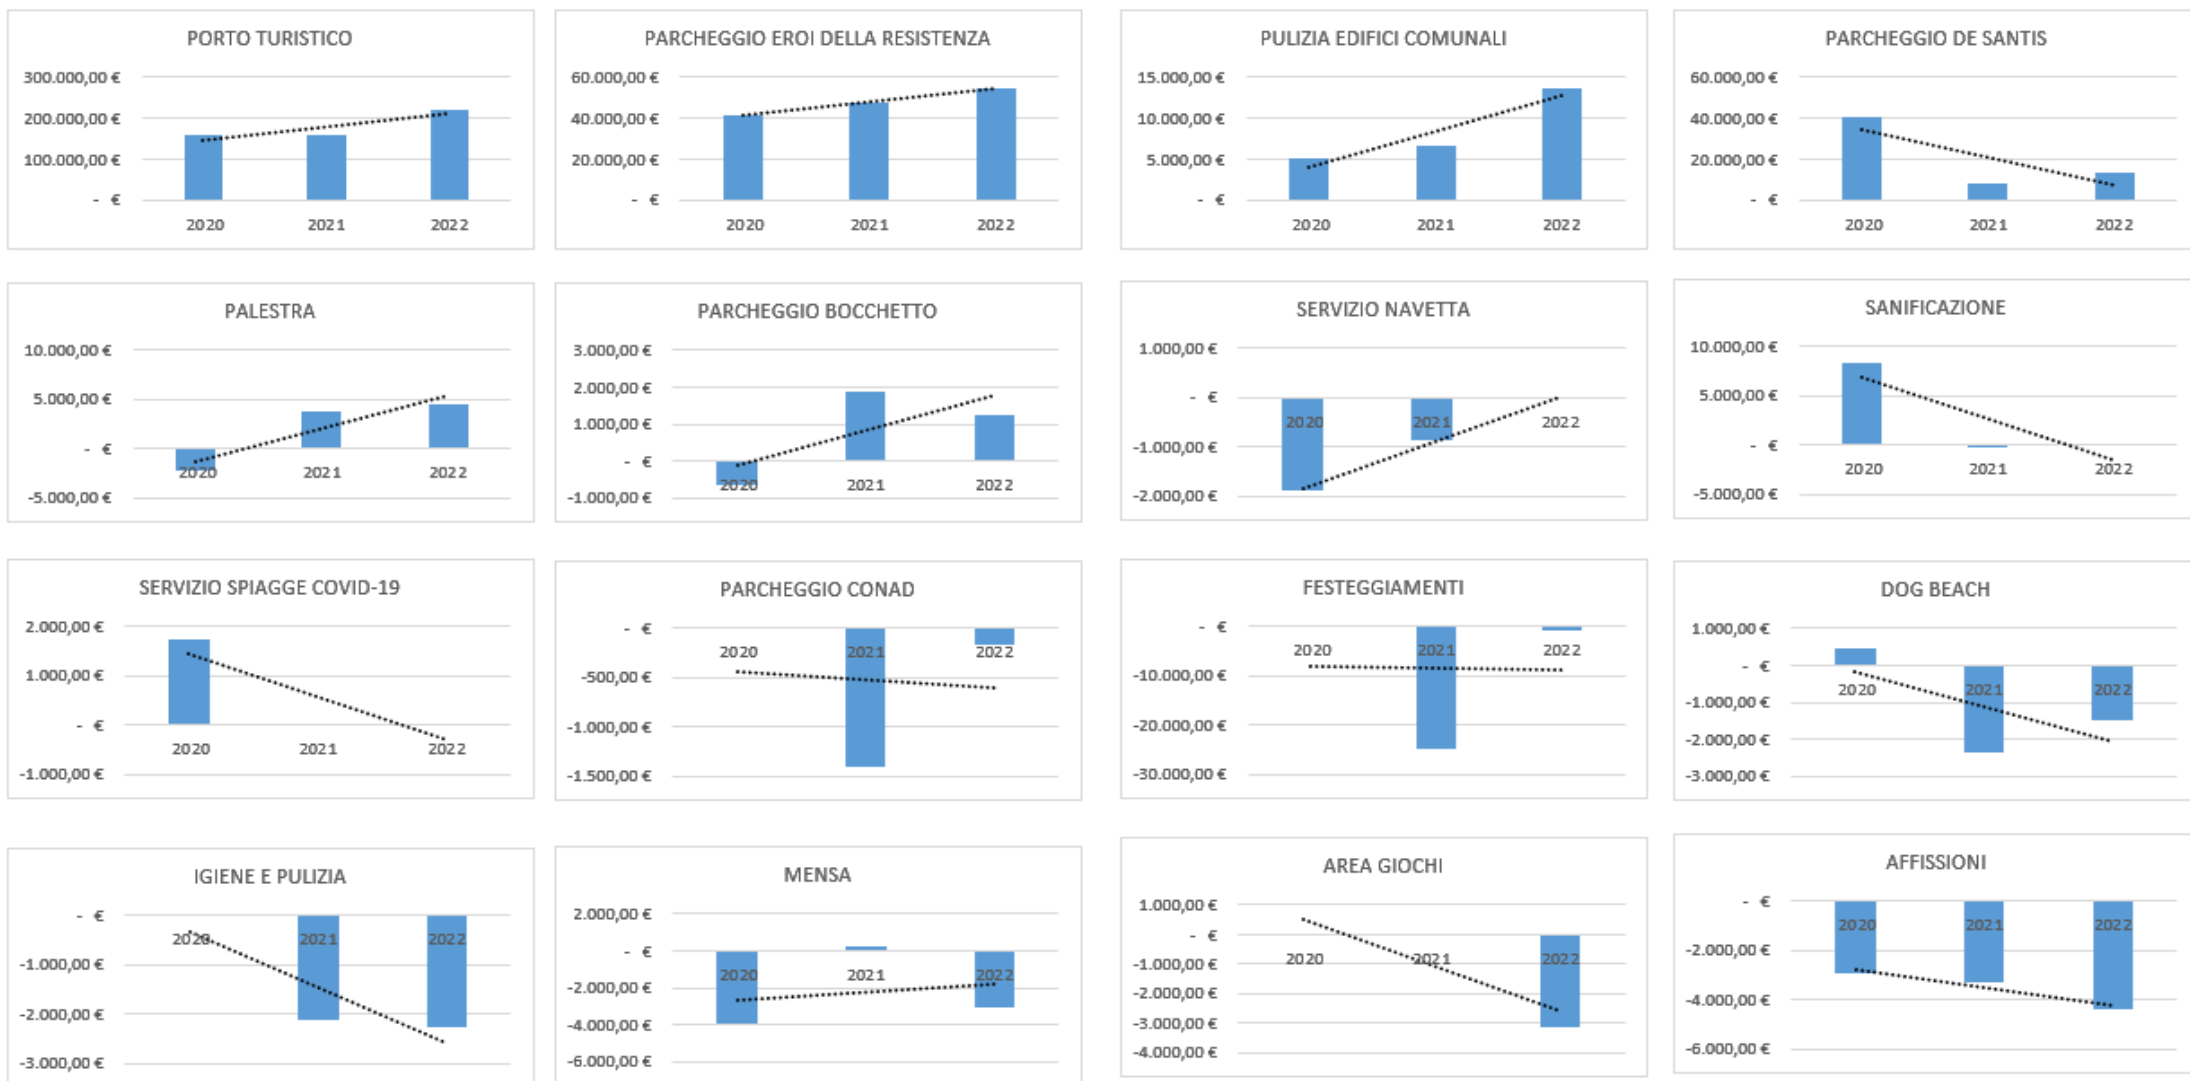 PORTO TURISTICO
300.000,00 €
200.000,00 €
100.000,00 €
- €
2020 2021 2022
PARCHEGGIO EROI DELLA RESISTENZA
60.000,00 €
40.000,00 €
20.000,00 €
- €
2020 2021 2022
PULIZIA EDIFICI COMUNALI
15.000,00 €
10.000,00 €
5.000,00 €
- €
2020 2021 2022
PARCHEGGIO DE SANTIS
60.000,00 €
40.000,00 €
20.000,00 €
- €
2020 2021 2022
PALESTRA
10.000,00 €
5.000,00 €
- €
2020 2021 2022
-5.000,00 €
PARCHEGGIO BOCCHETTO
3.000,00 €
2.000,00 €
1.000,00 €
- €
2020 2021 2022
-1.000,00 €
SERVIZIO NAVETTA
1.000,00 €
- €
2020 2021 2022
-1.000,00 €
-2.000,00 €
SANIFICAZIONE
10.000,00 €
5.000,00 €
- €
2020 2021 2022
-5.000,00 €
SERVIZIO SPIAGGE COVID-19
2.000,00 €
1.000,00 €
- €
2020 2021 2022
-1.000,00 €
PARCHEGGIO CONAD
- €
2020 2021 2022
-500,00 €
-1.000,00 €
-1.500,00 €
FESTEGGIAMENTI
- €
2020 2021 2022
-10.000,00 €
-20.000,00 €
-30.000,00 €
DOG BEACH
1.000,00 €
- €
2020 2021 2022
-1.000,00 €
-2.000,00 €
-3.000,00 €
IGIENE E PULIZIA
- €
2020 2021 2022
-1.000,00 €
-2.000,00 €
-3.000,00 €
MENSA
2.000,00 €
- €
2020 2021 2022
-2.000,00 €
-4.000,00 €
-6.000,00 €
AREA GIOCHI
1.000,00 €
- €
2020 2021 2022
-1.000,00 €
-2.000,00 €
-3.000,00 €
-4.000,00 €
AFFISSIONI
- €
2020 2021 2022
-2.000,00 €
-4.000,00 €
-6.000,00 €